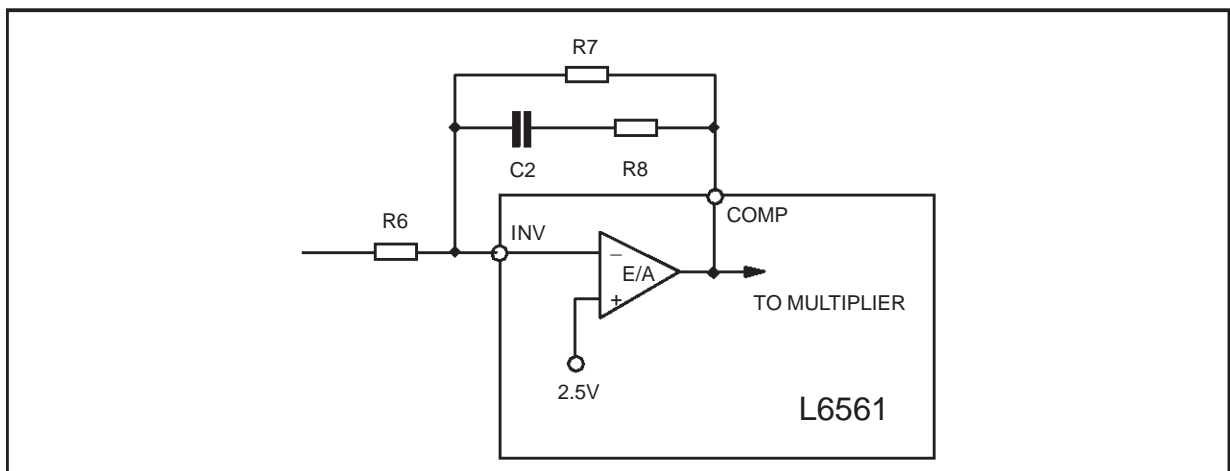 R7
C2
R8
R6
INV
COMP
–
E/A
+
TO MULTIPLIER
2.5V
L6561